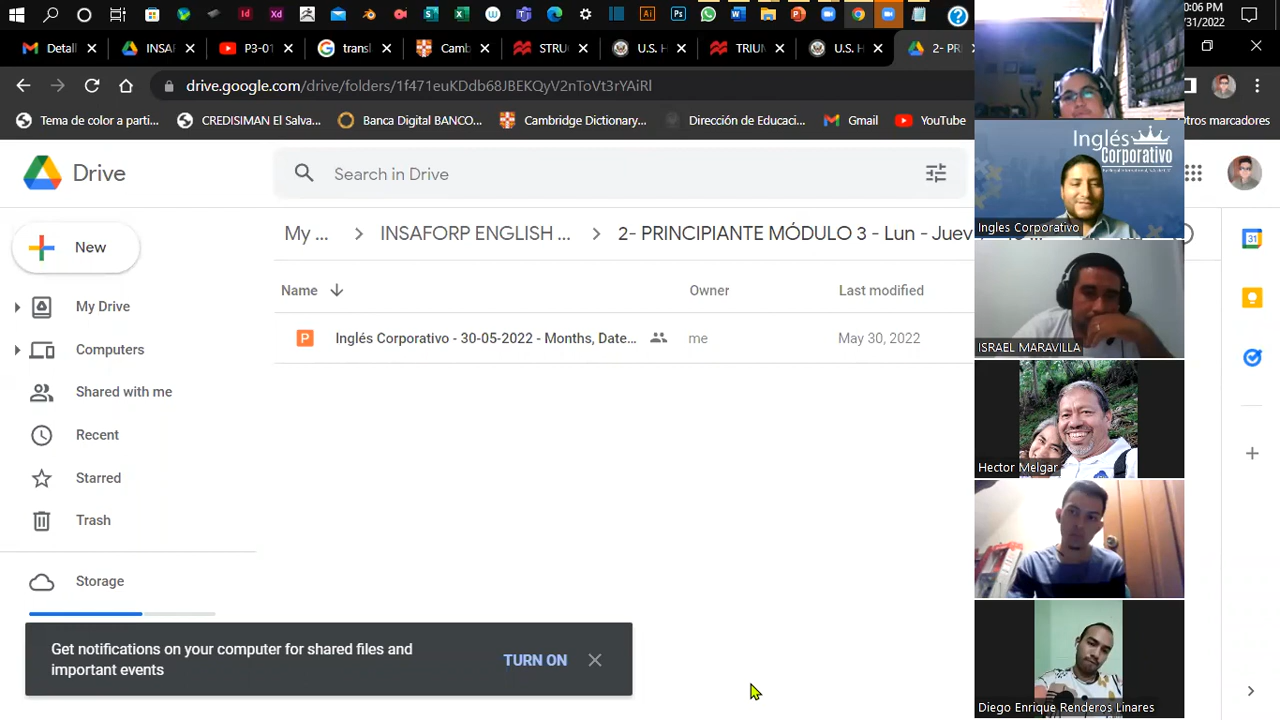 :06 PM
/31/2022
Detall
INSAF
P3-01
transl
Camb
STRUC
U.S. H
TRIUN
U.S. H
2- PRI
drive.google.com/drive/folders/1f471euKDdb68JBEKQyV2nToVt3rYAiRl
Tema de color a parti...
CREDISIMAN El Salva...
Banca Digital BANCO...
Cambridge Dictionary...
Dirección de Educaci...
Gmail
YouTube
Otros marcadores
Drive
Search in Drive
New
My ...
INSAFORP ENGLISH ...
2- PRINCIPIANTE MÓDULO 3 - Lun - Juev
Name
Owner
Last modified
Inglés Corporativo - 30-05-2022 - Months, Date...
me
May 30, 2022
My Drive
Computers
Shared with me
Recent
Starred
Trash
Storage
Get notifications on your computer for shared files and
important events
TURN ON
Inglés
Corporativo
Ingles Corporativo
ISRAEL MARAVILLA
Hector Melgar
Diego Enrique Renderos Linares
31